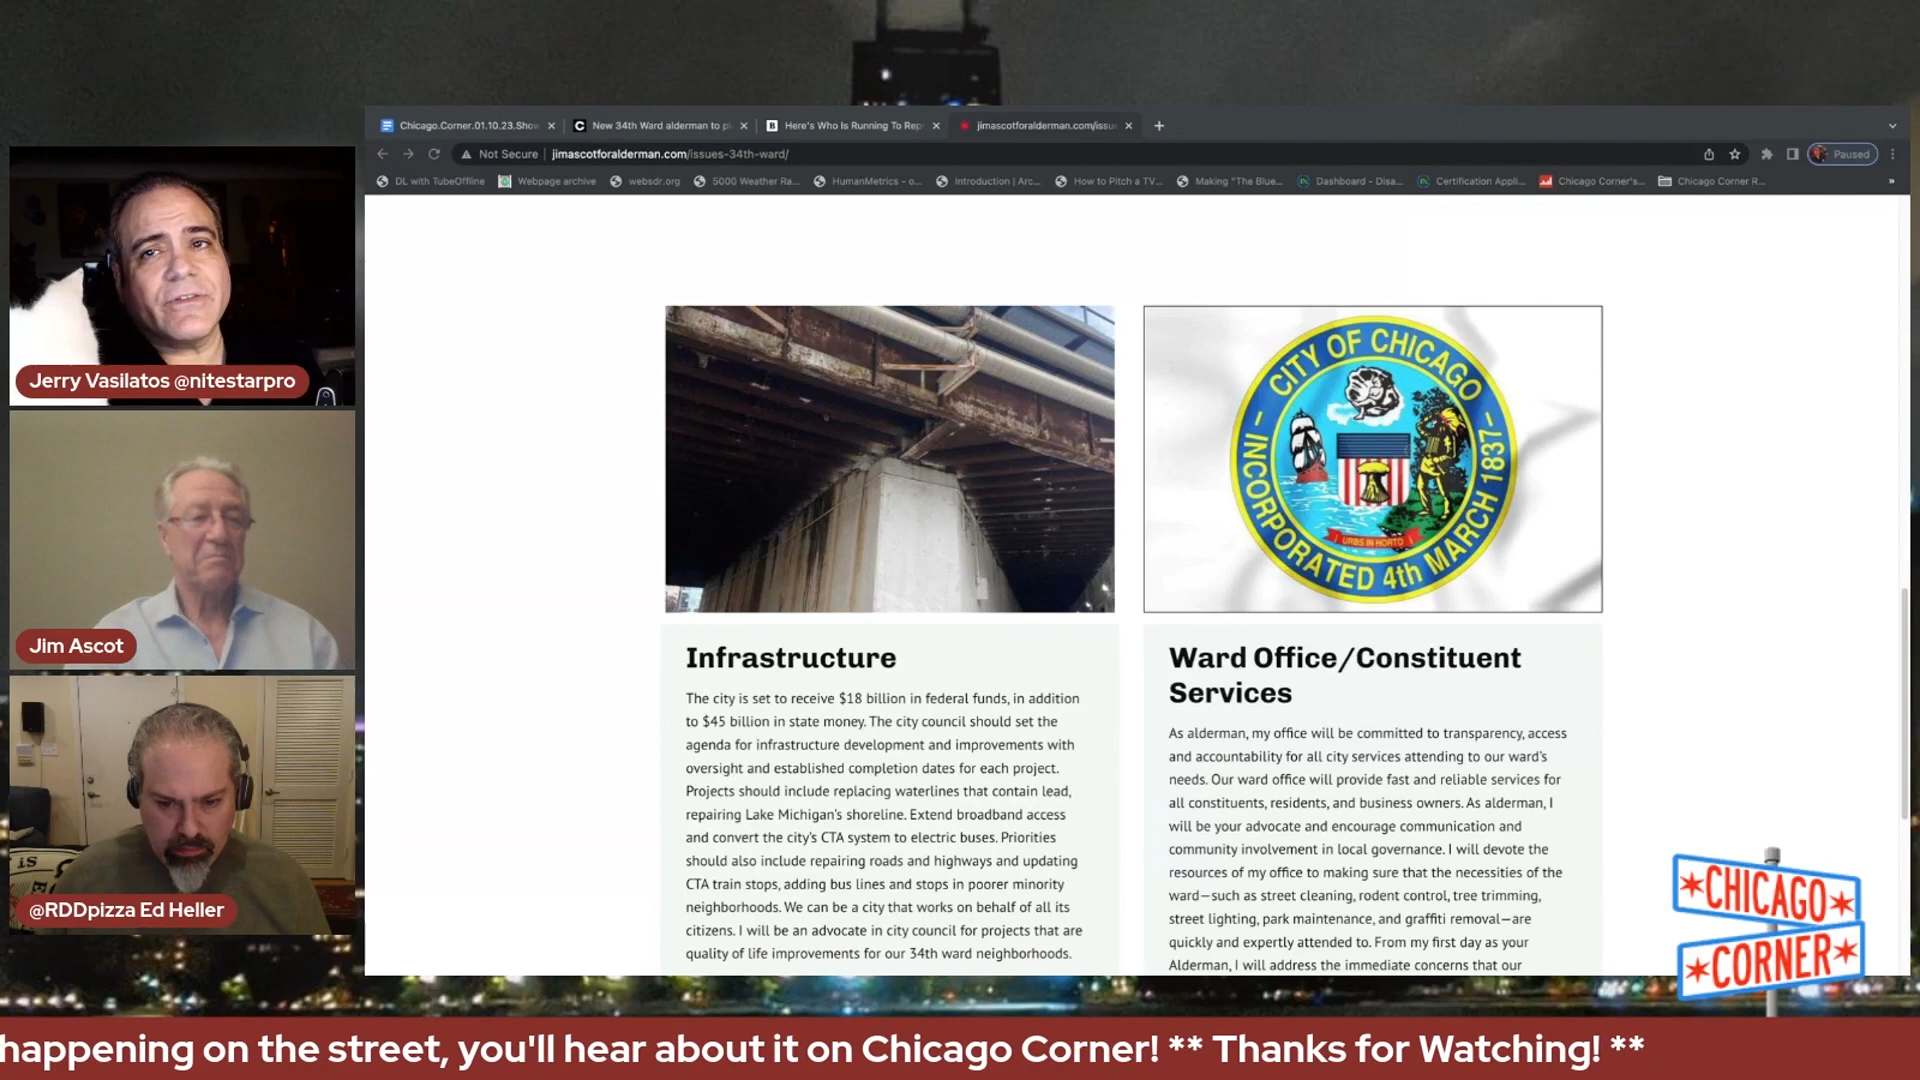 Chicago.Corner.01.10.23.Show
New 34th Ward alderman to pl
Here's Who Is Running To Rep
jimascotforalderman.com/issu
Not Secure
jimascotforalderman.com/issues-34th-ward/
Paused
DL with TubeOffline
Webpage archive
websdr.org
5000 Weather Ra...
HumanMetrics - o...
Introduction | Arc...
How to Pitch a TV...
Making "The Blue...
Dashboard - Disa...
Certification Appli...
Chicago Corner's...
Chicago Corner R...
»
Jerry Vasilatos @nitestarpro
Jim Ascot
IS
@RDDpizza Ed Heller
CITY OF CHICAGO
INCORPORATED 4th MARCH 1837
URBS IN HORTO
Infrastructure
The city is set to receive $18 billion in federal funds, in addition
to $45 billion in state money. The city council should set the
agenda for infrastructure development and improvements with
oversight and established completion dates for each project.
Projects should include replacing waterlines that contain lead,
repairing Lake Michigan's shoreline. Extend broadband access
and convert the city's CTA system to electric buses. Priorities
should also include repairing roads and highways and updating
CTA train stops, adding bus lines and stops in poorer minority
neighborhoods. We can be a city that works on behalf of all its
citizens. I will be an advocate in city council for projects that are
quality of life improvements for our 34th ward neighborhoods.
Ward Office/Constituent
Services
As alderman, my office will be committed to transparency, access
and accountability for all city services attending to our ward's
needs. Our ward office will provide fast and reliable services for
all constituents, residents, and business owners. As alderman, I
will be your advocate and encourage communication and
community involvement in local governance. I will devote the
resources of my office to making sure that the necessities of the
ward—such as street cleaning, rodent control, tree trimming,
street lighting, park maintenance, and graffiti removal—are
quickly and expertly attended to. From my first day as your
Alderman, I will address the immediate concerns that our
CHICAGO
CORNER
happening on the street, you'll hear about it on Chicago Corner! ** Thanks for Watching! **